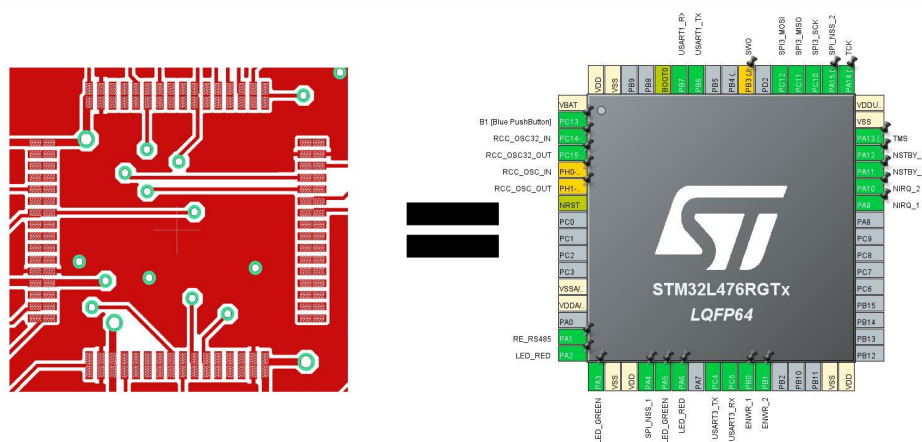 USART1_RX
USART1_TX
SWO
SPI3_MOSI
SPI3_MISO
SPI3_SCK
SPI_NSS_2
TCK
VDD
VSS
PB9
PB8
BOOT0
PB7
PB6
PB5
PB4 (..
PB3 (J
PD2
PC12
PC11
PC10
PA15 (
PA14 (
VBAT
B1 [Blue PushButton] PC13
RCC_OSC32_IN PC14-
RCC_OSC32_OUT PC15-
RCC_OSC_IN PH0-..
RCC_OSC_OUT PH1-..
NRST
PC0
PC1
PC2
PC3
VSSA/..
VDDA/..
PA0
RE_RS485 PA1
LED_RED PA2
ST
STM32L476RGTx
LQFP64
VDDU..
VSS
PA13 ( TMS
PA12 NSTBY_
PA11 NSTBY_
PA10 NIRQ_2
PA9 NIRQ_1
PA8
PC9
PC8
PC7
PC6
PB15
PB14
PB13
PB12
PA3
VSS
VDD
PA4
PA5
PA6
PA7
PC4
PC5
PB0
PB1
PB2
PB10
PB11
VSS
VDD
LED_GREEN
SPI_NSS_1
LED_GREEN
LED_RED
USART3_TX
USART3_RX
ENWR_1
ENWR_2